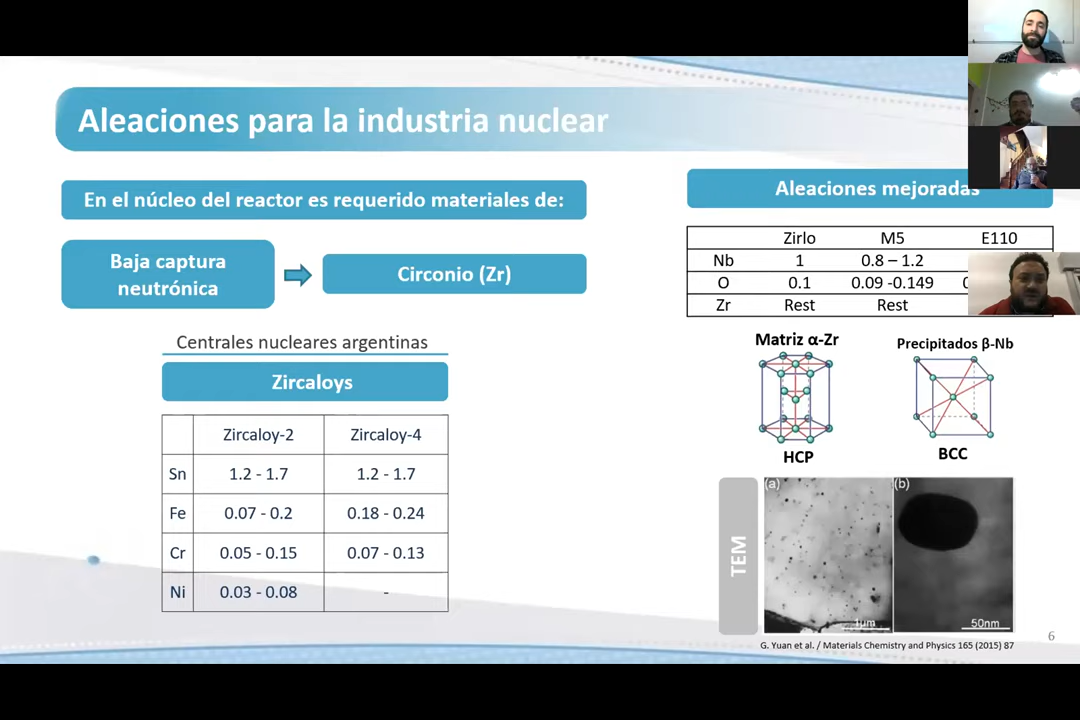 Aleaciones para la industria nuclear
En el núcleo del reactor es requerido materiales de:
Baja captura
neutrónica
Circonio (Zr)
Centrales nucleares argentinas
Zircaloys
Zircaloy-2 Zircaloy-4
Sn 1.2 - 1.7 1.2 - 1.7
Fe 0.07 - 0.2 0.18 - 0.24
Cr 0.05 - 0.15 0.07 - 0.13
Ni 0.03 - 0.08 -
Aleaciones mejoradas
Zirlo M5 E110
Nb 1 0.8 – 1.2
O 0.1 0.09 -0.149
Zr Rest Rest
Matriz α-Zr
HCP
Precipitados β-Nb
BCC
TEM
(a)
1μm
(b)
50nm
G. Yuan et al. / Materials Chemistry and Physics 165 (2015) 87
6